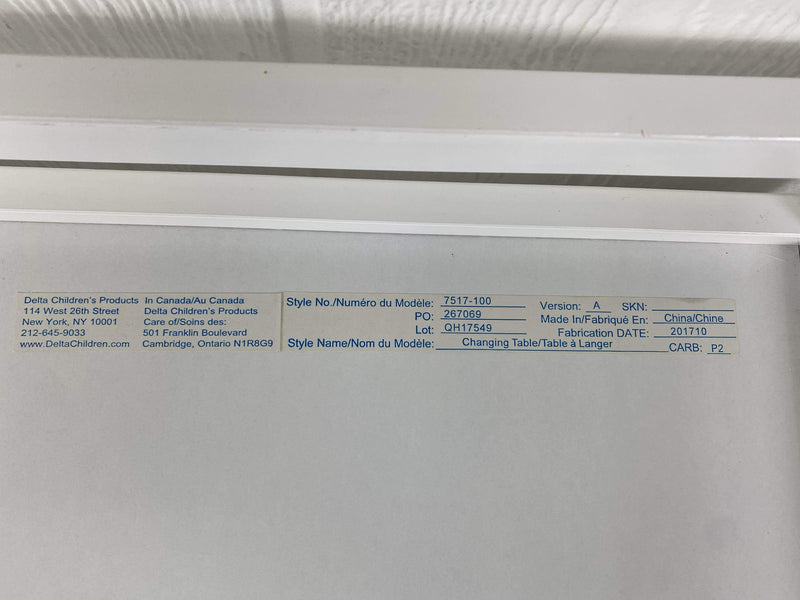 Delta Children's Products
114 West 26th Street
New York, NY 10001
212-645-9033
www.DeltaChildren.com
In Canada/Au Canada
Delta Children's Products
Care of/Soins des:
501 Franklin Boulevard
Cambridge, Ontario N1R8G9
Style No./Numéro du Modèle: 7517-100
PO: 267069
Lot: QH17549
Style Name/Nom du Modèle: Changing Table/Table à Langer
Version: A SKN:
Made In/Fabriqué En: China/Chine
Fabrication DATE: 201710
CARB: P2